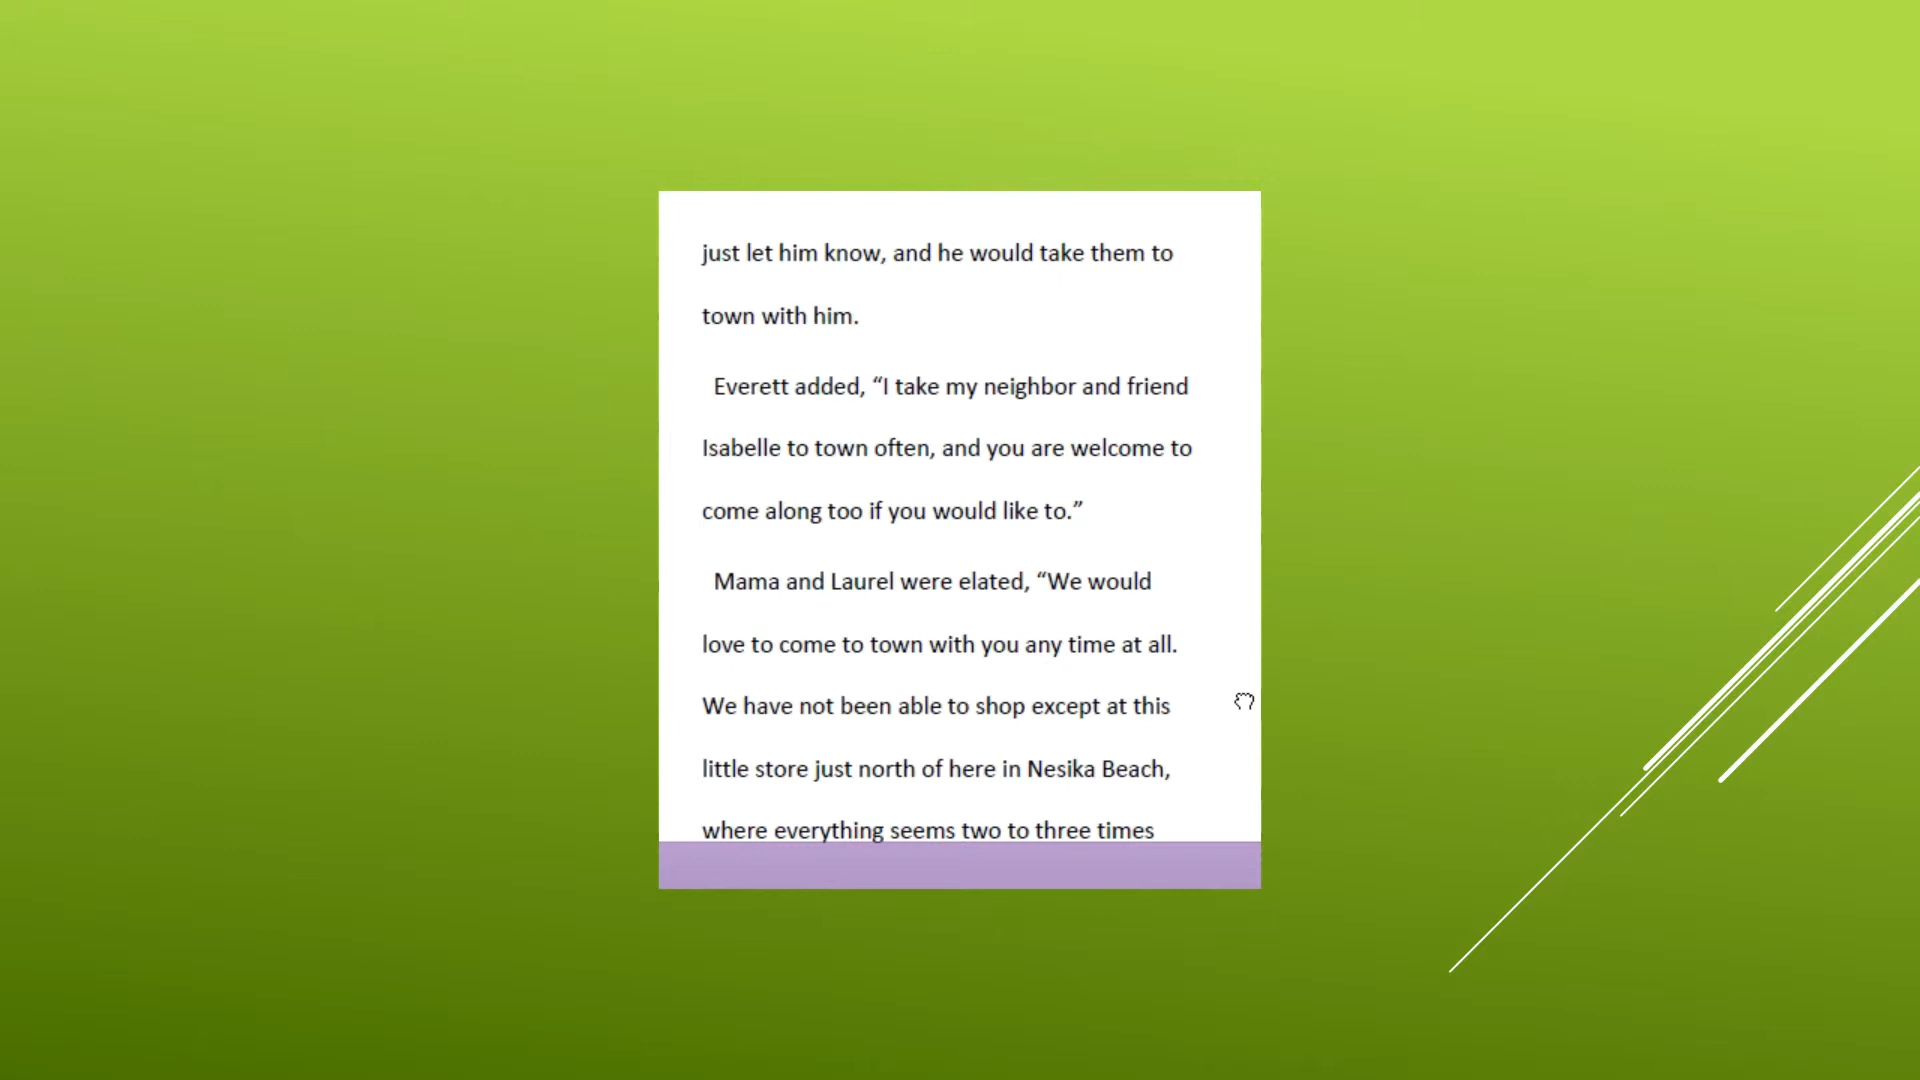 just let him know, and he would take them to
town with him.
Everett added, “I take my neighbor and friend
Isabelle to town often, and you are welcome to
come along too if you would like to.”
Mama and Laurel were elated, “We would
love to come to town with you any time at all.
We have not been able to shop except at this
little store just north of here in Nesika Beach,
where everything seems two to three times